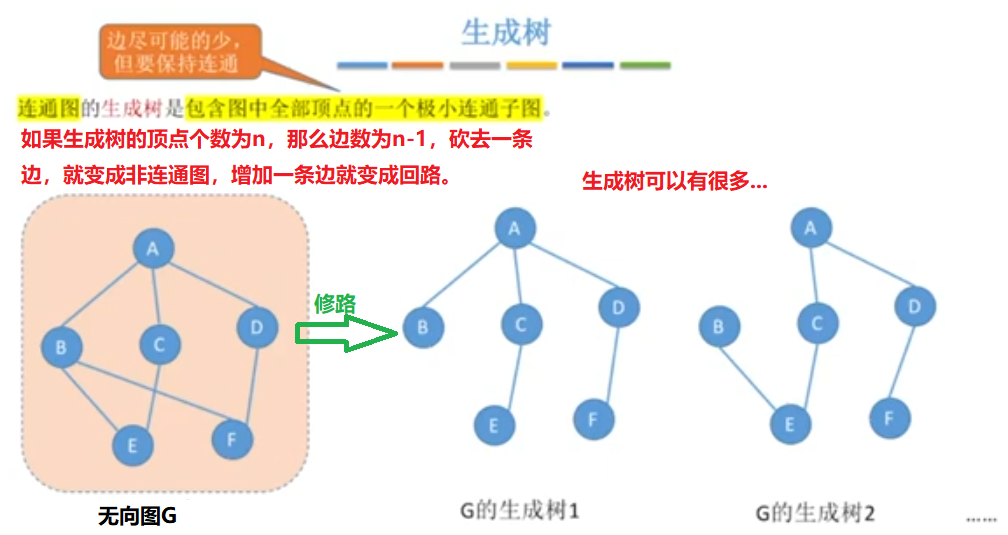 生成树
边尽可能的少，
但要保持连通
连通图的生成树是包含图中全部顶点的一个极小连通子图。
如果生成树的顶点个数为n，那么边数为n-1，砍去一条
边，就变成非连通图，增加一条边就变成回路。
生成树可以有很多...
A
B
C
D
E
F
无向图G
修路
A
B
C
D
E
F
G的生成树1
A
B
C
D
E
F
G的生成树2
……